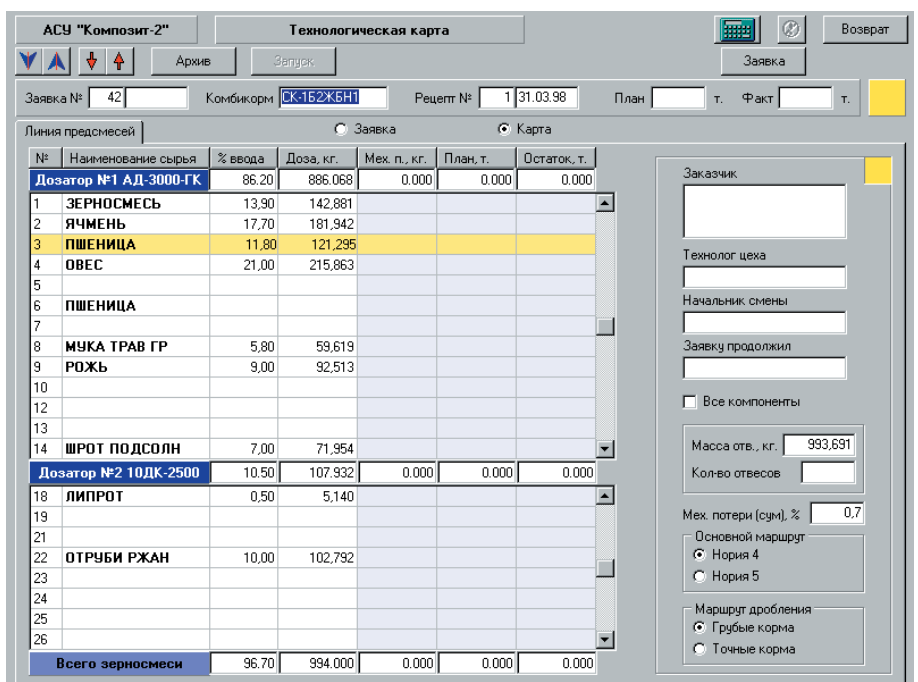 АСУ "Композит-2" Технологическая карта Возврат
Архив Запуск Заявка
Заявка № 42 Комбикорм СК-1Б2ЖБН1 Рецепт № 1 31.03.98 План т. Факт т.
Линия предсмесей Заявка Карта
№ Наименование сырья % ввода Доза, кг. Мех. п., кг. План, т. Остаток, т.
Дозатор №1 АД-3000-ГК 86.20 886.068 0.000 0.000 0.000
1 ЗЕРНОСМЕСЬ 13,90 142,881
2 ЯЧМЕНЬ 17,70 181,942
3 ПШЕНИЦА 11,80 121,295
4 ОВЕС 21,00 215,863
5
6 ПШЕНИЦА
7
8 МУКА ТРАВ ГР 5,80 59,619
9 РОЖЬ 9,00 92,513
10
12
13
14 ШРОТ ПОДСОЛН 7,00 71,954
Дозатор №2 10ДК-2500 10.50 107.932 0.000 0.000 0.000
18 ЛИПРОТ 0,50 5,140
19
21
22 ОТРУБИ РЖАН 10,00 102,792
23
24
25
26
Всего зерносмеси 96.70 994.000 0.000 0.000 0.000
Заказчик
Технолог цеха
Начальник смены
Заявку продолжил
Все компоненты
Масса отв., кг. 993,691
Кол-во отвесов
Мех. потери (сум), % 0,7
Основной маршрут
Нория 4
Нория 5
Маршрут дробления
Грубые корма
Точные корма